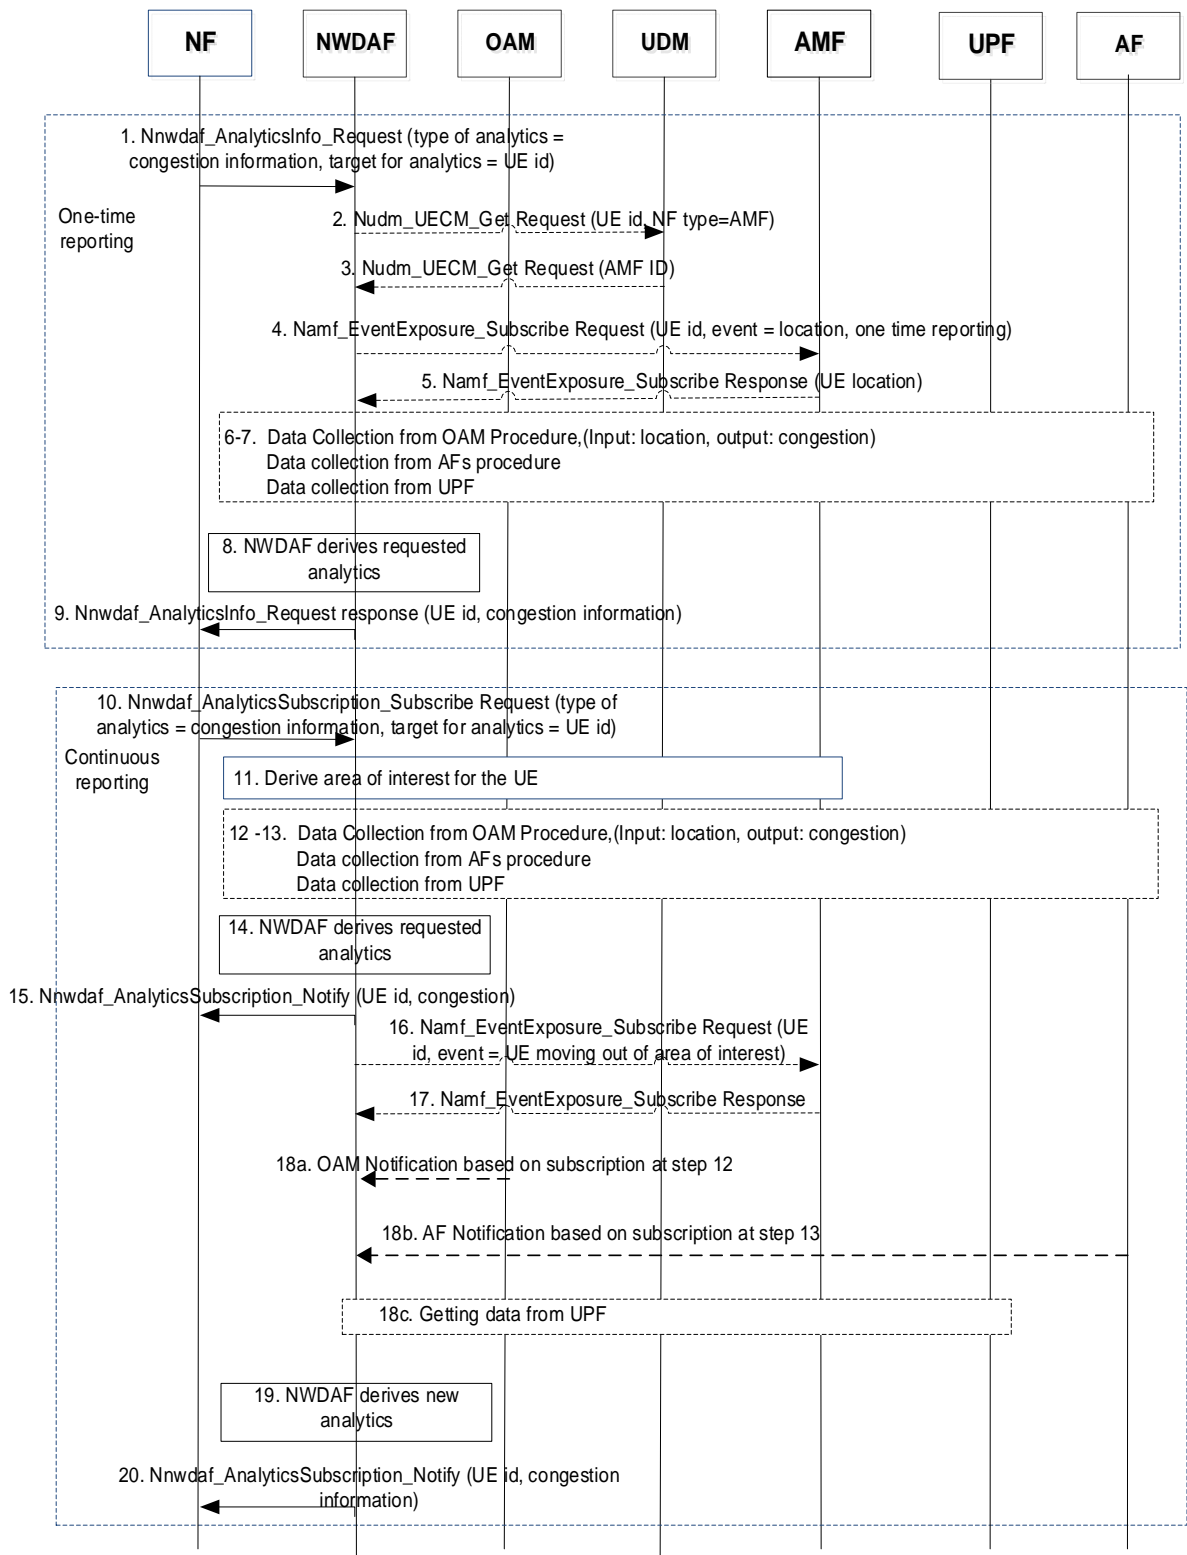 NF
NWDAF
OAM
UDM
AMF
UPF
AF
1. Nnwdaf_AnalyticsInfo_Request (type of analytics =
congestion information, target for analytics = UE id)
One-time
reporting
2. Nudm_UECM_Get Request (UE id, NF type=AMF)
3. Nudm_UECM_Get Request (AMF ID)
4. Namf_EventExposure_Subscribe Request (UE id, event = location, one time reporting)
5. Namf_EventExposure_Subscribe Response (UE location)
6-7. Data Collection from OAM Procedure,(Input: location, output: congestion)
Data collection from AFs procedure
Data collection from UPF
8. NWDAF derives requested
analytics
9. Nnwdaf_AnalyticsInfo_Request response (UE id, congestion information)
10. Nnwdaf_AnalyticsSubscription_Subscribe Request (type of
analytics = congestion information, target for analytics = UE id)
Continuous
reporting
11. Derive area of interest for the UE
12 -13. Data Collection from OAM Procedure,(Input: location, output: congestion)
Data collection from AFs procedure
Data collection from UPF
14. NWDAF derives requested
analytics
15. Nnwdaf_AnalyticsSubscription_Notify (UE id, congestion)
16. Namf_EventExposure_Subscribe Request (UE
id, event = UE moving out of area of interest)
17. Namf_EventExposure_Subscribe Response
18a. OAM Notification based on subscription at step 12
18b. AF Notification based on subscription at step 13
18c. Getting data from UPF
19. NWDAF derives new
analytics
20. Nnwdaf_AnalyticsSubscription_Notify (UE id, congestion
information)